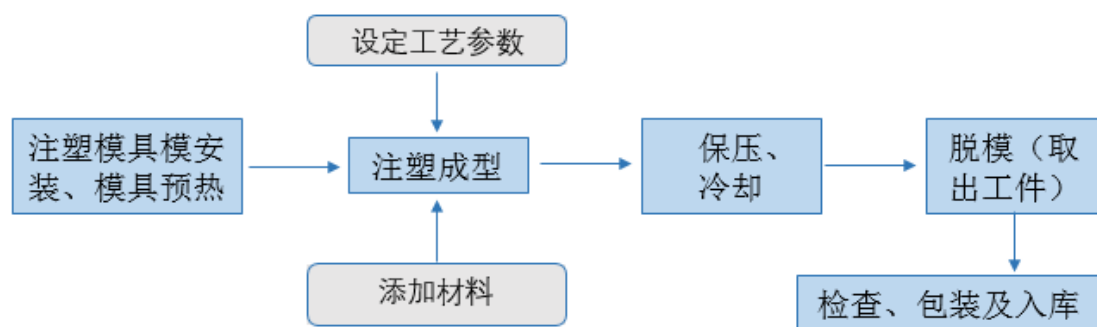 设定工艺参数
注塑模具模安
装、模具预热
注塑成型
保压、
冷却
脱模（取
出工件）
添加材料
检查、包装及入库